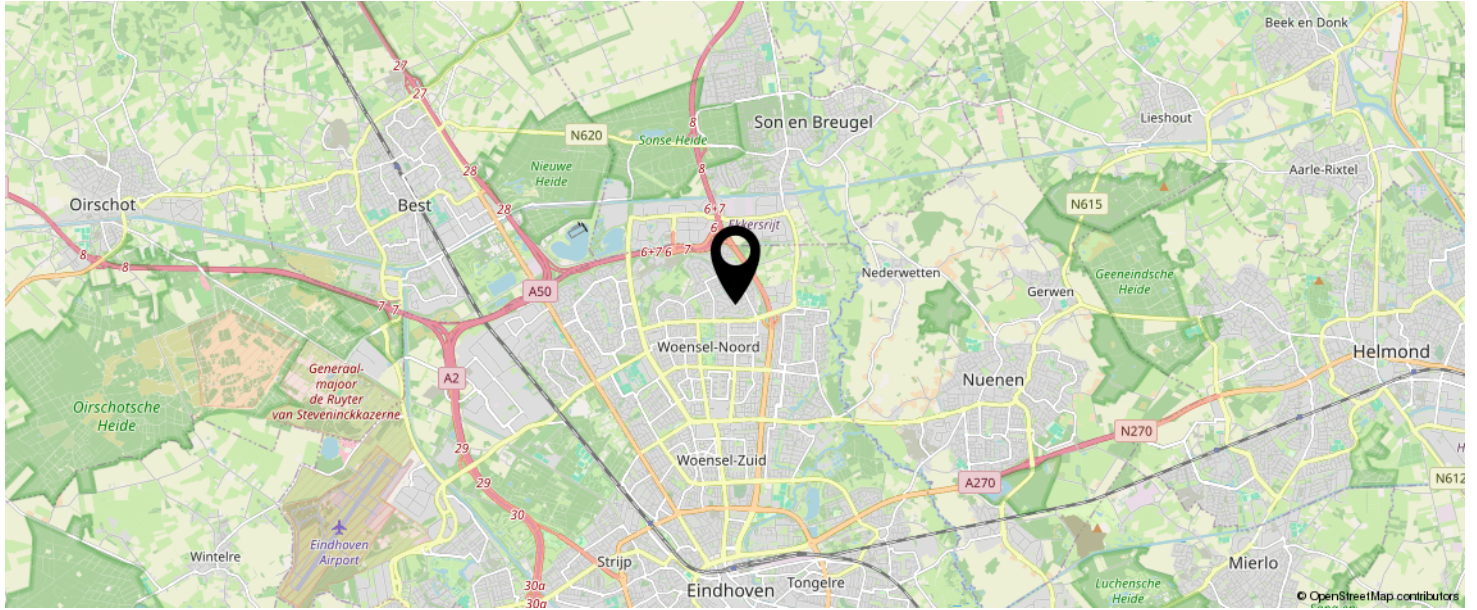 Beek en Donk
27
27
8
N620
Sonse Heide
Son en Breugel
Lieshout
Nieuwe
Heide
28
8
Aarle-Rixtel
Oirschot
Best
28
6+7
6
Ekkersrijt
N615
8
8
6+7
6
7
Nederwetten
Geeneindsche
Heide
A50
Gerwen
7
7
Woensel-Noord
Helmond
Generaal-
majoor
de Ruyter
van Steveninckkazerne
A2
Nuenen
Oirschotsche
Heide
N270
29
Woensel-Zuid
29
A270
N612
30
Eindhoven
Airport
Wintelre
Strijp
Tongelre
Mierlo
30a
Eindhoven
Luchensche
Heide
30a
© OpenStreetMap contributors